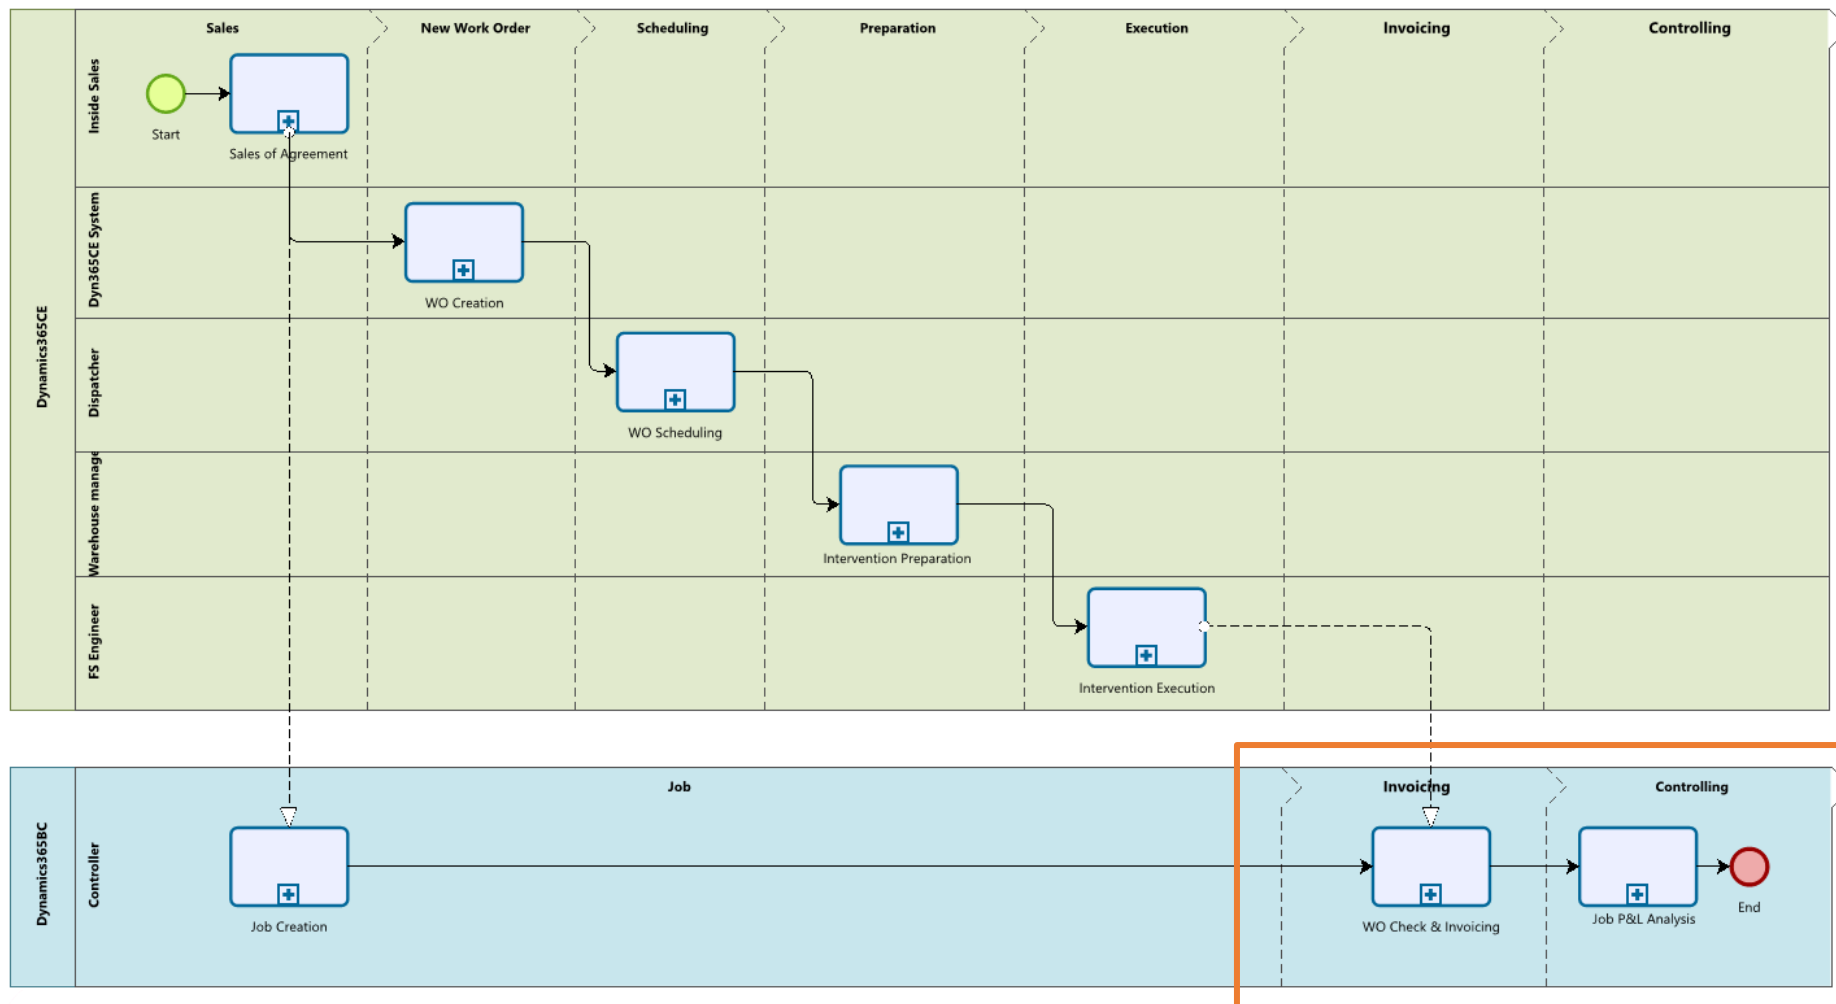 Sales
New Work Order
Scheduling
Preparation
Execution
Invoicing
Controlling
Dynamics365CE
Inside Sales
Start
Sales of Agreement
Dyn365CE System
WO Creation
Dispatcher
WO Scheduling
Warehouse manage
Intervention Preparation
FS Engineer
Intervention Execution
Job
Invoicing
Controlling
Dynamics365BC
Controller
Job Creation
WO Check & Invoicing
Job P&L Analysis
End